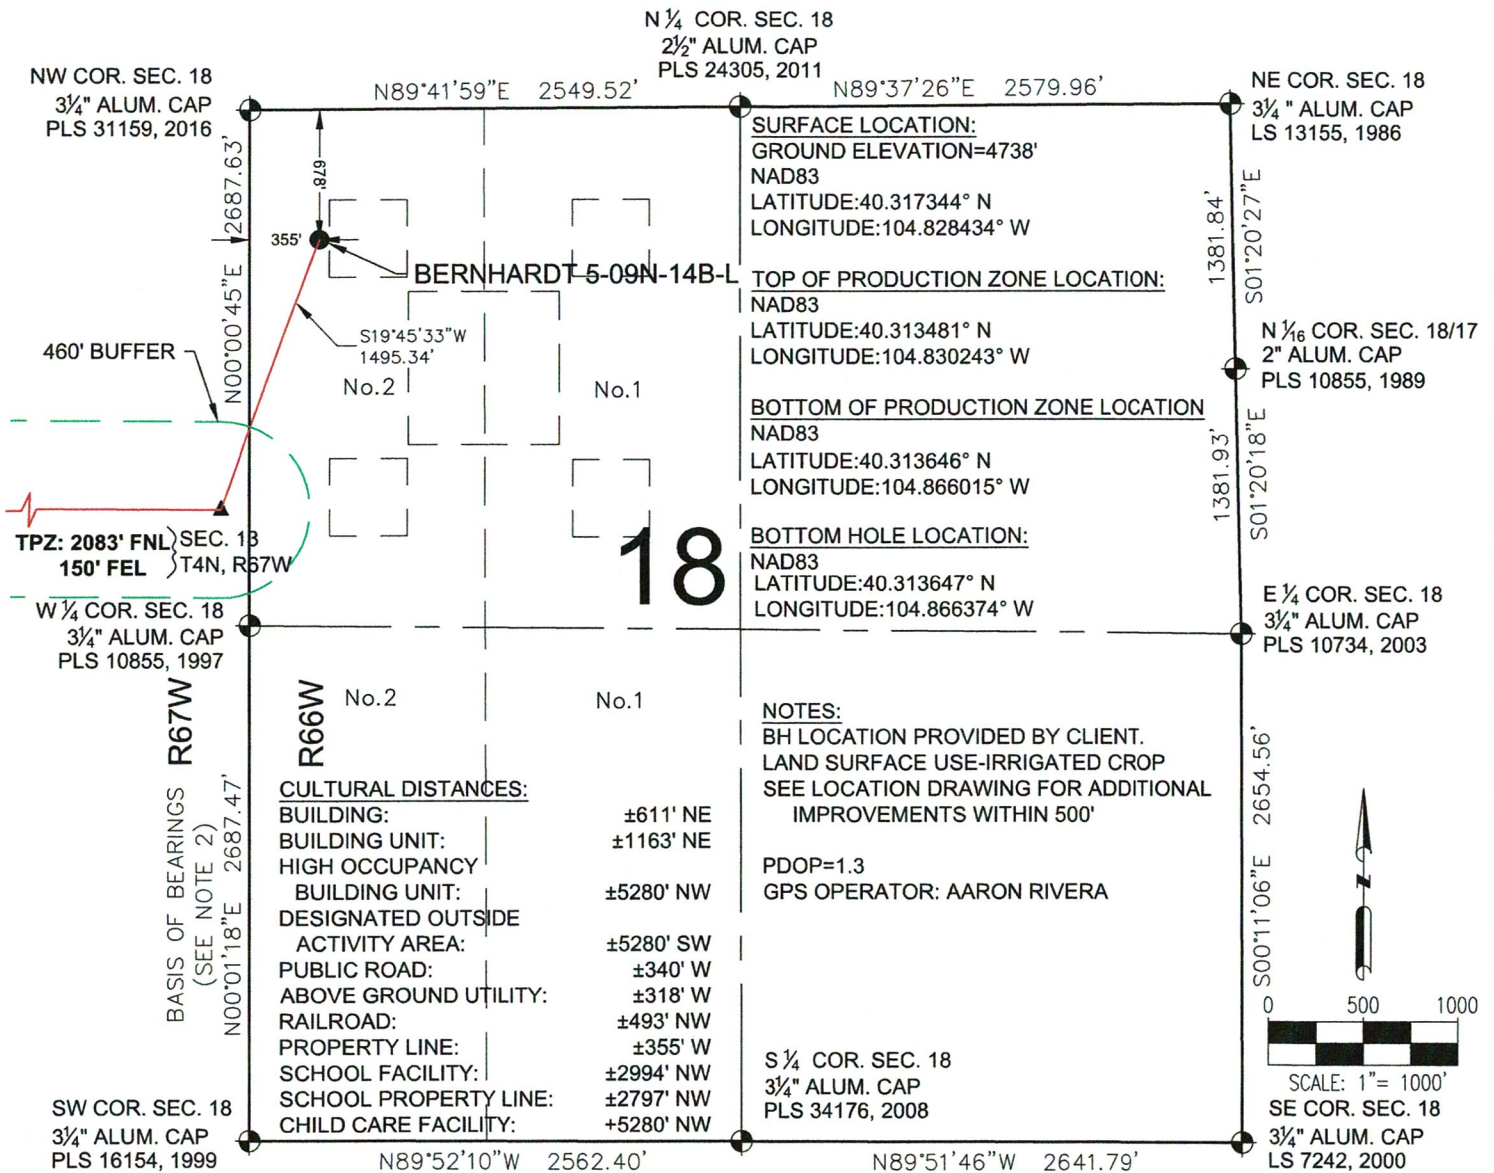 N ¼ COR. SEC. 18
2½" ALUM. CAP
PLS 24305, 2011
NW COR. SEC. 18
3¼" ALUM. CAP
PLS 31159, 2016
N89°41'59"E 2549.52'
N89°37'26"E 2579.96'
NE COR. SEC. 18
3¼ " ALUM. CAP
LS 13155, 1986
N00°00'45"E 2687.63'
678'
355'
BERNHARDT 5-09N-14B-L
S19°45'33"W
1495.34'
460' BUFFER
No.2
No.1
SURFACE LOCATION:
GROUND ELEVATION=4738'
NAD83
LATITUDE:40.317344° N
LONGITUDE:104.828434° W
TOP OF PRODUCTION ZONE LOCATION:
NAD83
LATITUDE:40.313481° N
LONGITUDE:104.830243° W
BOTTOM OF PRODUCTION ZONE LOCATION
NAD83
LATITUDE:40.313646° N
LONGITUDE:104.866015° W
BOTTOM HOLE LOCATION:
NAD83
LATITUDE:40.313647° N
LONGITUDE:104.866374° W
1381.84'
S01°20'27"E
N ⅟16 COR. SEC. 18/17
2" ALUM. CAP
PLS 10855, 1989
1381.93'
S01°20'18"E
TPZ: 2083' FNL
150' FEL
SEC. 13
T4N, R67W
18
W ¼ COR. SEC. 18
3¼" ALUM. CAP
PLS 10855, 1997
E ¼ COR. SEC. 18
3¼" ALUM. CAP
PLS 10734, 2003
R67W
R66W
No.2
No.1
BASIS OF BEARINGS
(SEE NOTE 2)
N00°01'18"E 2687.47'
CULTURAL DISTANCES:
BUILDING: ±611' NE
BUILDING UNIT: ±1163' NE
HIGH OCCUPANCY
BUILDING UNIT: ±5280' NW
DESIGNATED OUTSIDE
ACTIVITY AREA: ±5280' SW
PUBLIC ROAD: ±340' W
ABOVE GROUND UTILITY: ±318' W
RAILROAD: ±493' NW
PROPERTY LINE: ±355' W
SCHOOL FACILITY: ±2994' NW
SCHOOL PROPERTY LINE: ±2797' NW
CHILD CARE FACILITY: +5280' NW
NOTES:
BH LOCATION PROVIDED BY CLIENT.
LAND SURFACE USE-IRRIGATED CROP
SEE LOCATION DRAWING FOR ADDITIONAL
IMPROVEMENTS WITHIN 500'
PDOP=1.3
GPS OPERATOR: AARON RIVERA
S00°11'06"E 2654.56'
N
0 500 1000
SCALE: 1"= 1000'
SW COR. SEC. 18
3¼" ALUM. CAP
PLS 16154, 1999
S ¼ COR. SEC. 18
3¼" ALUM. CAP
PLS 34176, 2008
SE COR. SEC. 18
3¼" ALUM. CAP
LS 7242, 2000
N89°52'10"W 2562.40'
N89°51'46"W 2641.79'